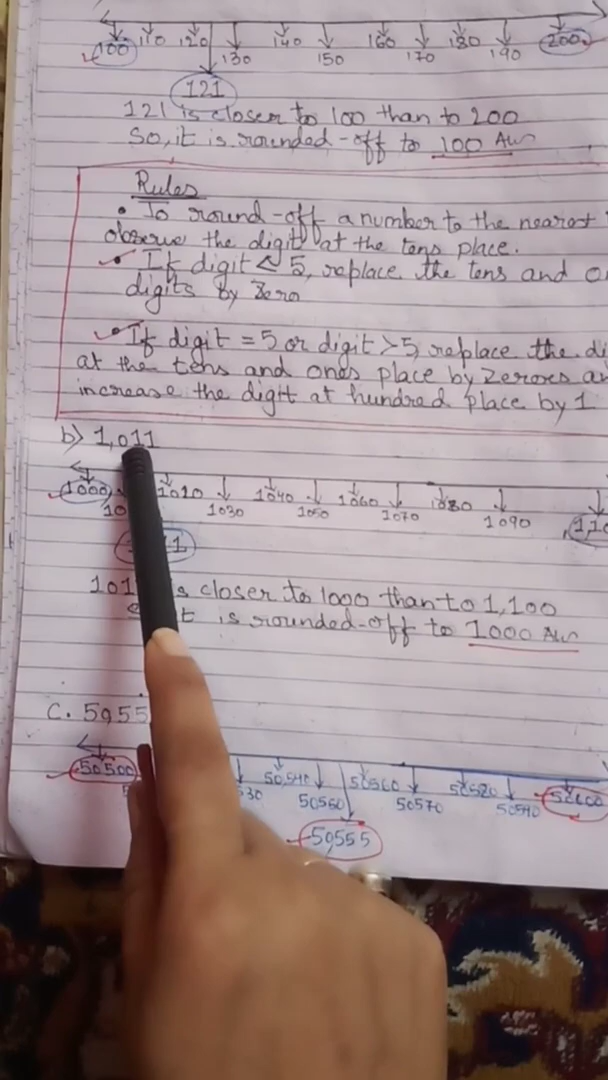 100 110 120 130 140 150 160 170 180 190 200
121
121 is closer to 100 than to 200
So, it is rounded-off to 100 Ans
Rules
• To round-off a number to the nearest
observe the digit at the tens place.
• If digit < 5, replace the tens and
digits by Zero
• If digit = 5 or digit > 5, replace the
at the tens and ones place by Zeroes
increase the digit at hundred place by 1
b) 1,011
1000 1020 1030 1040 1050 1060 1070 1080 1090
is closer to 1000 than to 1,100
is rounded-off to 1000 Ans
C.
50500 50,540 50560 50560 50570
50555